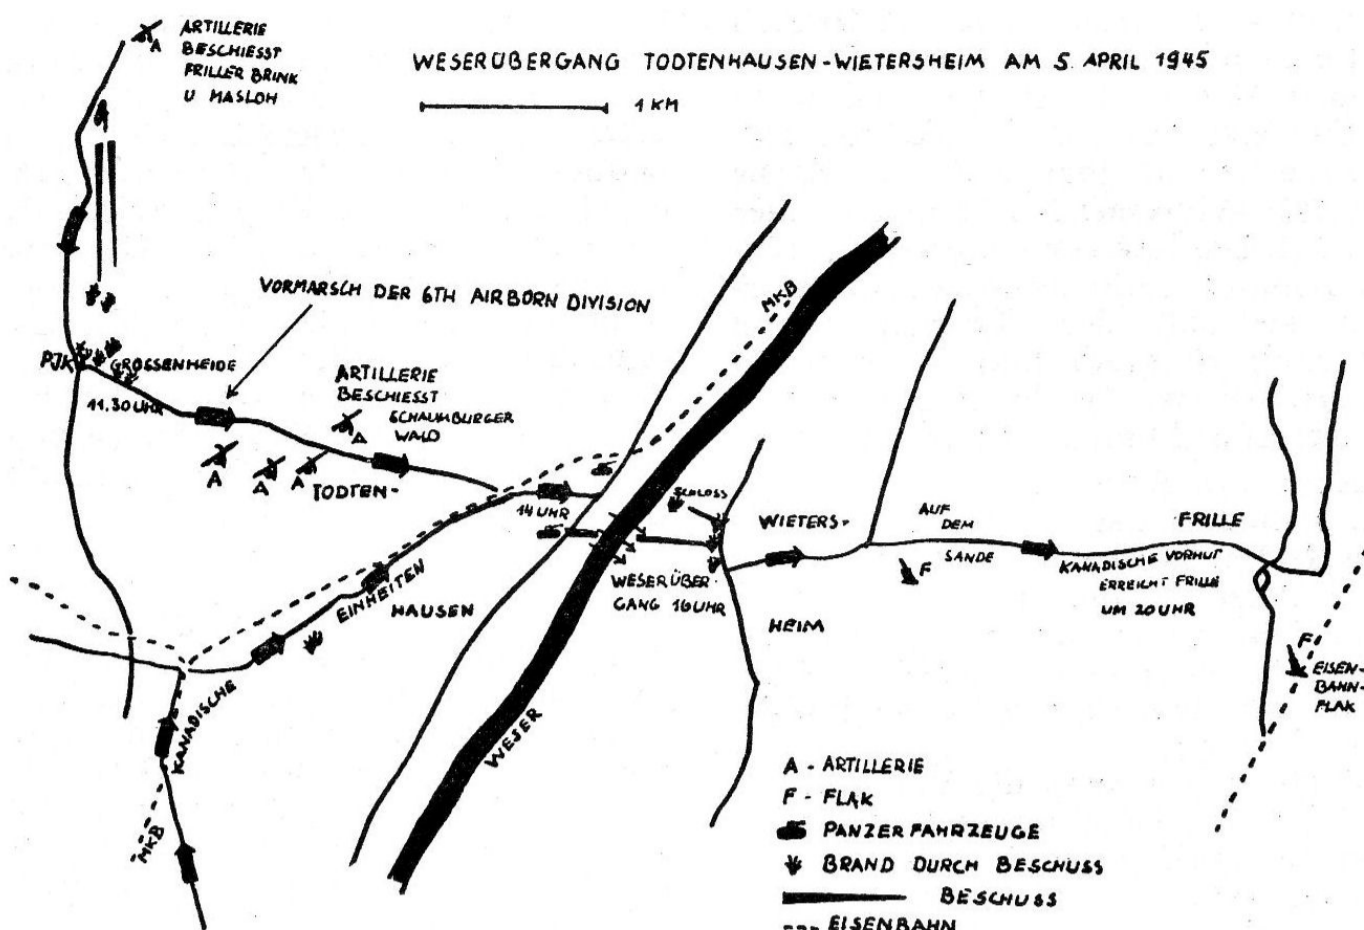 WESERÜBERGANG TODTENHAUSEN-WIETERSHEIM AM 5. APRIL 1945
1 KM
ARTILLERIE
BESCHIESST
FRILLER BRINK
U MASLOH
A
VORMARSCH DER 6TH AIRBORN DIVISION
MKB
PJK
GROSSENHEIDE
11.30 UHR
ARTILLERIE
BESCHIESST
SCHAUMBURGER
WALD
A
A
A
A
TODTEN-
14 UHR
SCHLOSS
WIETERS-
AUF
DEM
SANDE
F
FRILLE
KANADISCHE VORHUT
ERREICHT FRILLE
UM 20 UHR
WESERÜBER-
GANG 16 UHR
KANADISCHE
EINHEITEN
HAUSEN
HEIM
F
EISEN-
BAHN-
FLAK
WESER
MKB
A - ARTILLERIE
F - FLAK
PANZERFAHRZEUGE
BRAND DURCH BESCHUSS
BESCHUSS
EISENBAHN